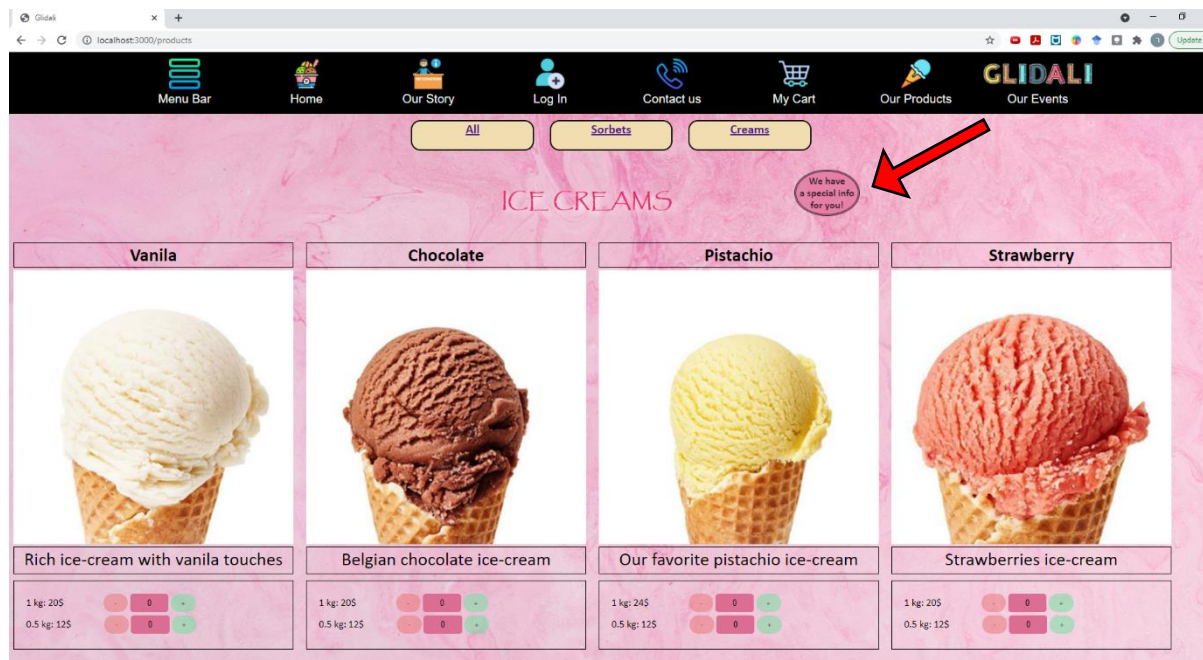 Glidali
localhost:3000/products
Update
GLIDALI
Menu Bar Home Our Story Log In Contact us My Cart Our Products Our Events
All Sorbets Creams
We have
a special info
for you!
ICE CREAMS
Vanila Chocolate Pistachio Strawberry
Rich ice-cream with vanila touches Belgian chocolate ice-cream Our favorite pistachio ice-cream Strawberries ice-cream
1 kg: 20$ - 0 + 1 kg: 20$ - 0 + 1 kg: 24$ - 0 + 1 kg: 20$ - 0 +
0.5 kg: 12$ - 0 + 0.5 kg: 12$ - 0 + 0.5 kg: 12$ - 0 + 0.5 kg: 12$ - 0 +